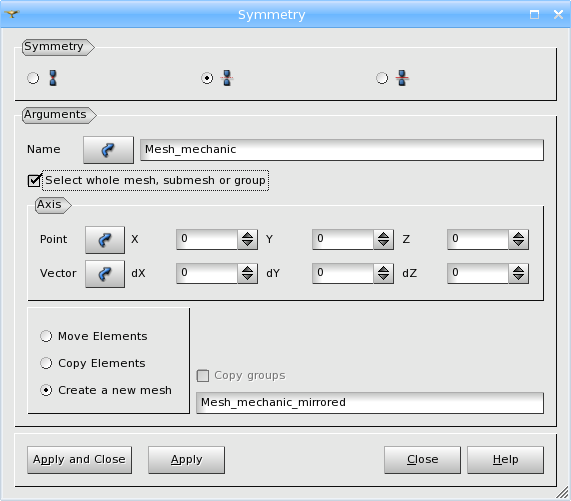 Symmetry
Symmetry
Arguments
Name Mesh_mechanic
Select whole mesh, submesh or group
Axis
Point X 0 Y 0 Z 0
Vector dX 0 dY 0 dZ 0
Move Elements
Copy Elements
Create a new mesh
Copy groups
Mesh_mechanic_mirrored
Apply and Close Apply Close Help